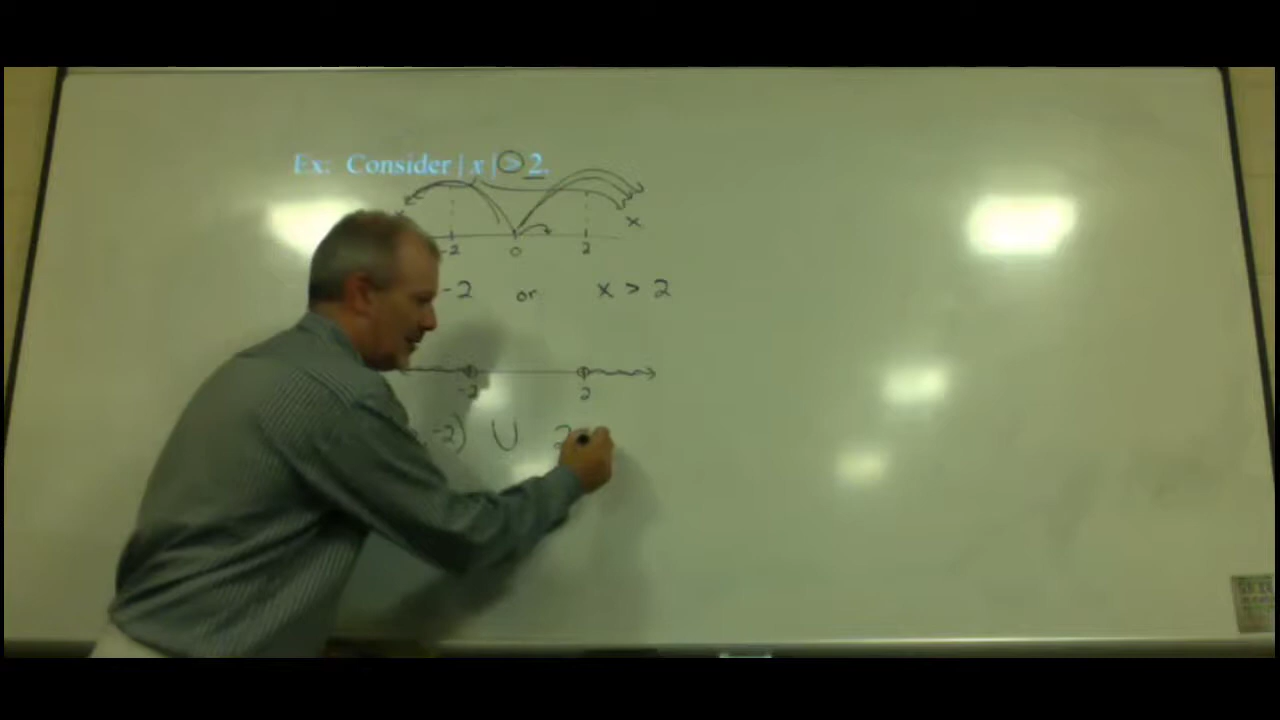 Ex: Consider | x | > 2.
x
-2 0 2
-2 or x > 2
-2 2
-2) ∪ 2